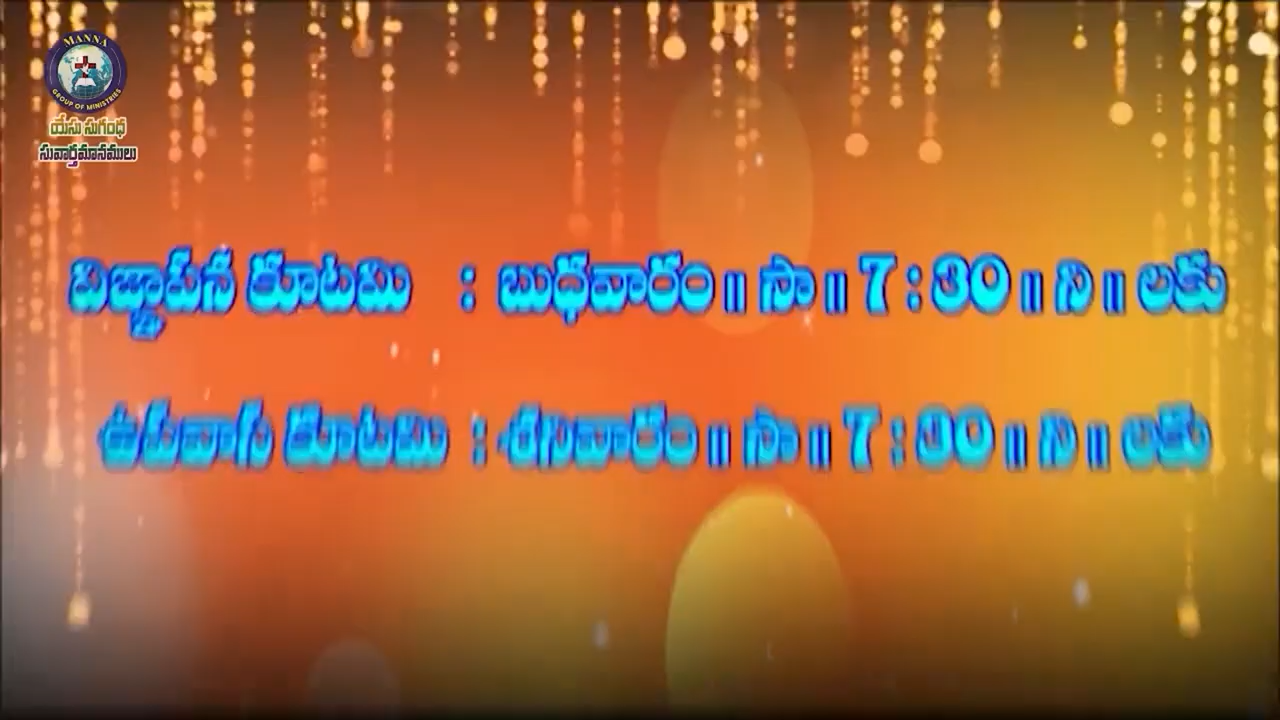 MANNA
GROUP OF MINISTRIES
యేసు సుగంధ
సువార్తమానములు
విజ్ఞాపన కూటమి : బుధవారం॥ సా॥ 7:30॥ ని॥ లకు
ఉపవాస కూటమి : శనివారం॥ సా॥ 7:30॥ ని॥ లకు